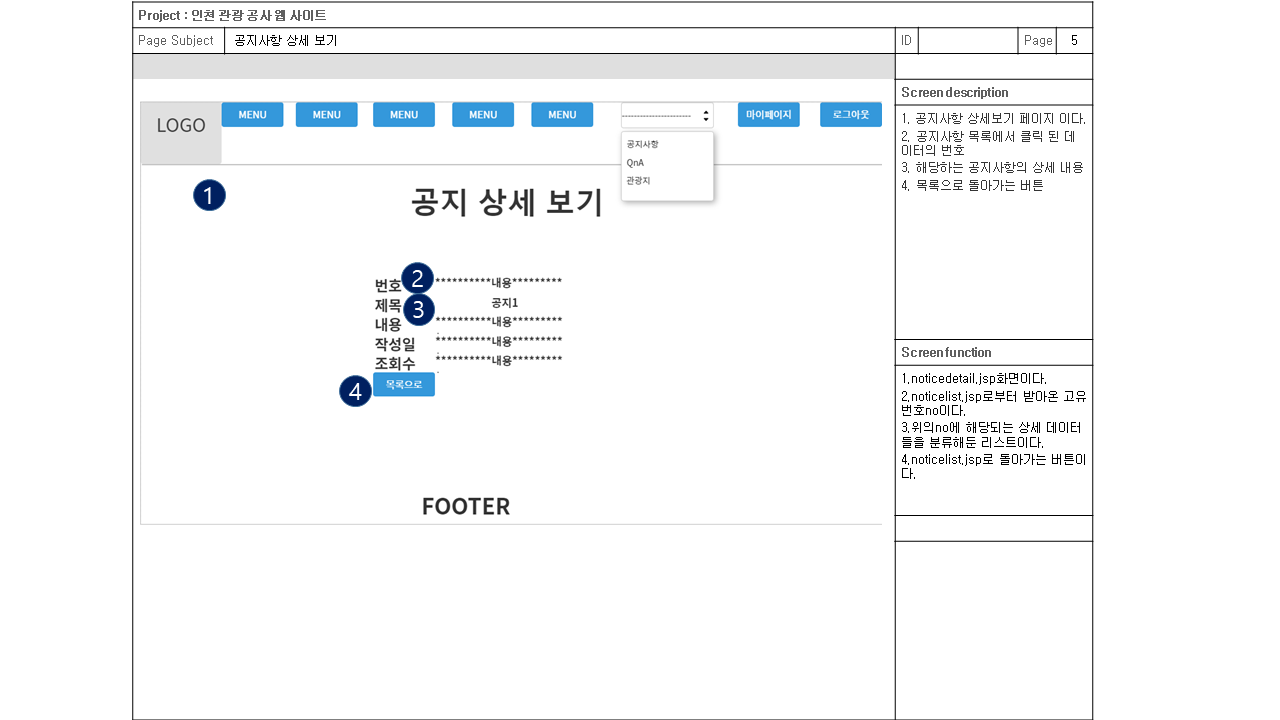 Project : 인천 관광 공사 웹 사이트
Page Subject 공지사항 상세 보기 ID Page 5
Screen description
1. 공지사항 상세보기 페이지 이다.
2. 공지사항 목록에서 클릭 된 데
이터의 번호
3. 해당하는 공지사항의 상세 내용
4. 목록으로 돌아가는 버튼
LOGO MENU MENU MENU MENU MENU ----------------------- 마이페이지 로그아웃
공지사항
QnA
관광지
1 공지 상세 보기
번호 2 **********내용*********
제목 3 공지1
내용 **********내용*********
작성일 **********내용*********
조회수 **********내용*********
4 목록으로
FOOTER
Screen function
1.noticedetail.jsp화면이다.
2.noticelist.jsp로부터 받아온 고유
번호no이다.
3.위의no에 해당되는 상세 데이터
들을 분류해둔 리스트이다.
4.noticelist.jsp로 돌아가는 버튼이
다.